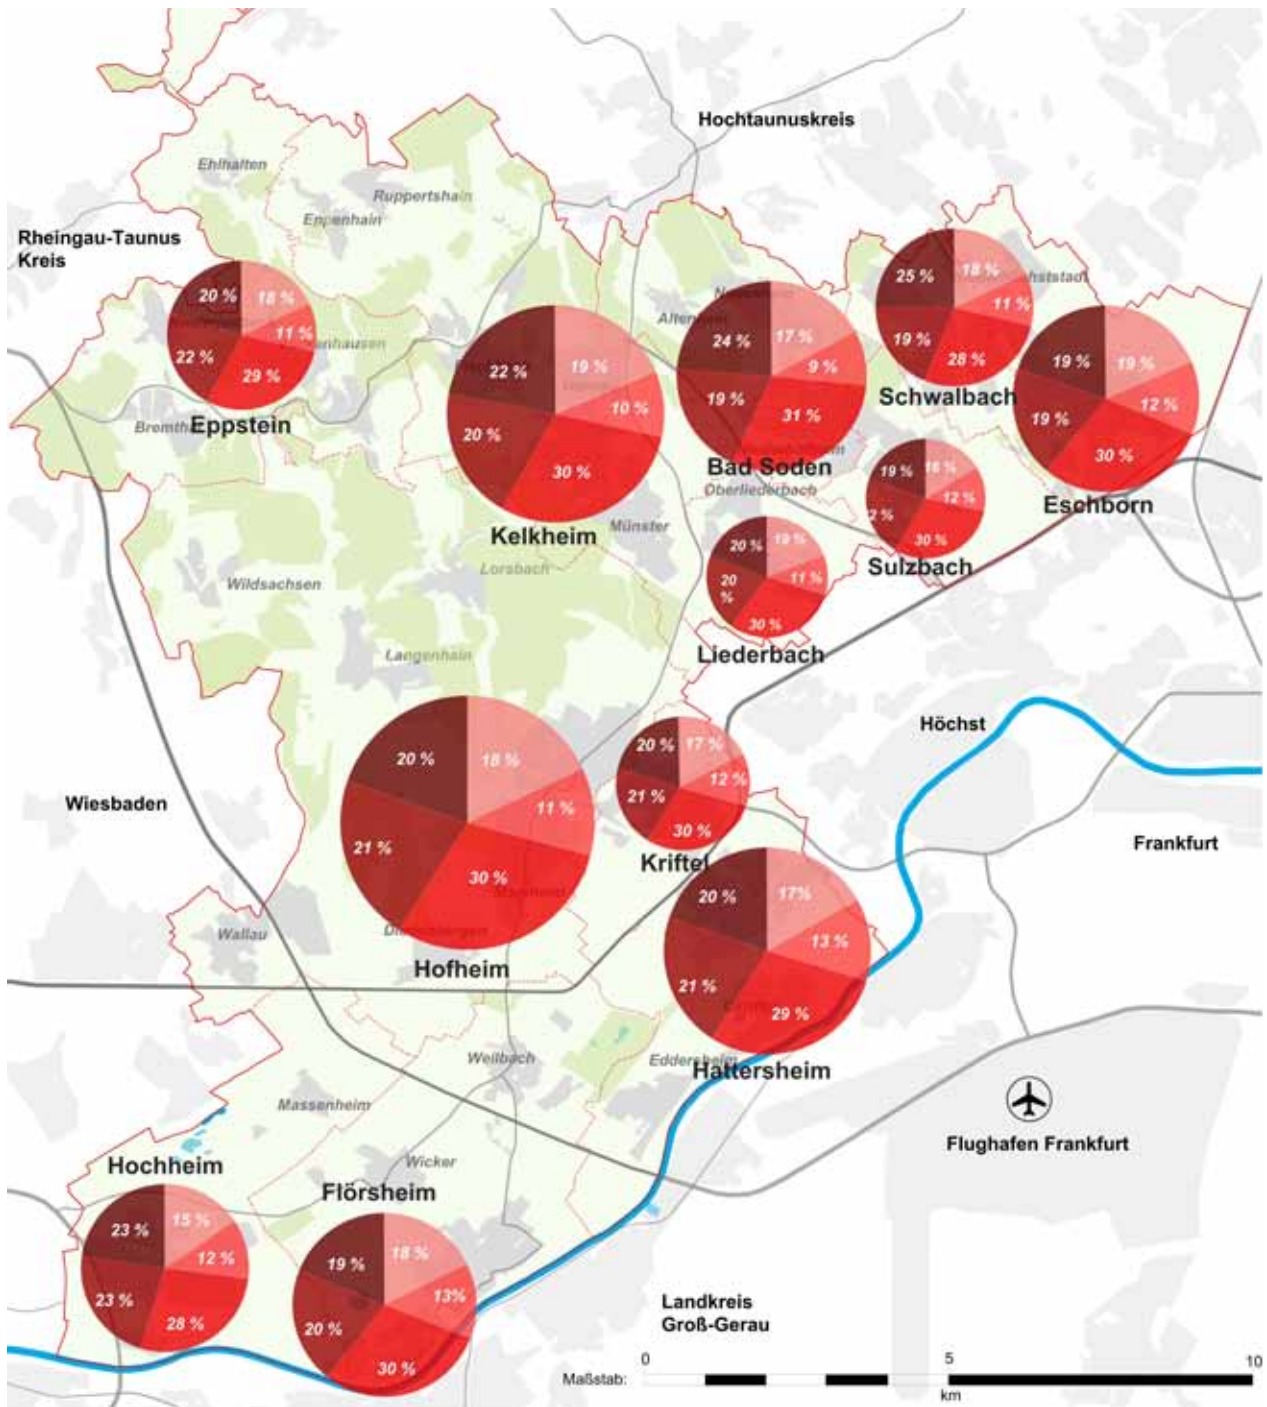 Hochtaunuskreis
Ehlhalten
Ruppertshain
Eppenhain
Rheingau-Taunus
Kreis
20 %
18 %
11 %
29 %
22 %
Eppstein
22 %
19 %
10 %
30 %
20 %
Kelkheim
Münster
Lorsbach
Wildsachsen
Langenhain
24 %
17 %
9 %
31 %
19 %
Bad Soden
Oberliederbach
25 %
18 %
11 %
28 %
19 %
Schwalbach
19 %
19 %
12 %
30 %
19 %
Eschborn
19 %
12 %
30 %
Sulzbach
20 %
19 %
11 %
30 %
20
%
Liederbach
Höchst
Wiesbaden
Frankfurt
20 %
18 %
11 %
30 %
21 %
Hofheim
20 %
17 %
12 %
30 %
21 %
Kriftel
Wallau
20 %
17%
13 %
29 %
21 %
Eddersheim
Hattersheim
Weilbach
Massenheim
Wicker
Flughafen Frankfurt
Hochheim
23 %
15 %
12 %
28 %
23 %
Flörsheim
19 %
18 %
13%
30 %
20 %
Landkreis
Groß-Gerau
0 5 10
Maßstab:
km